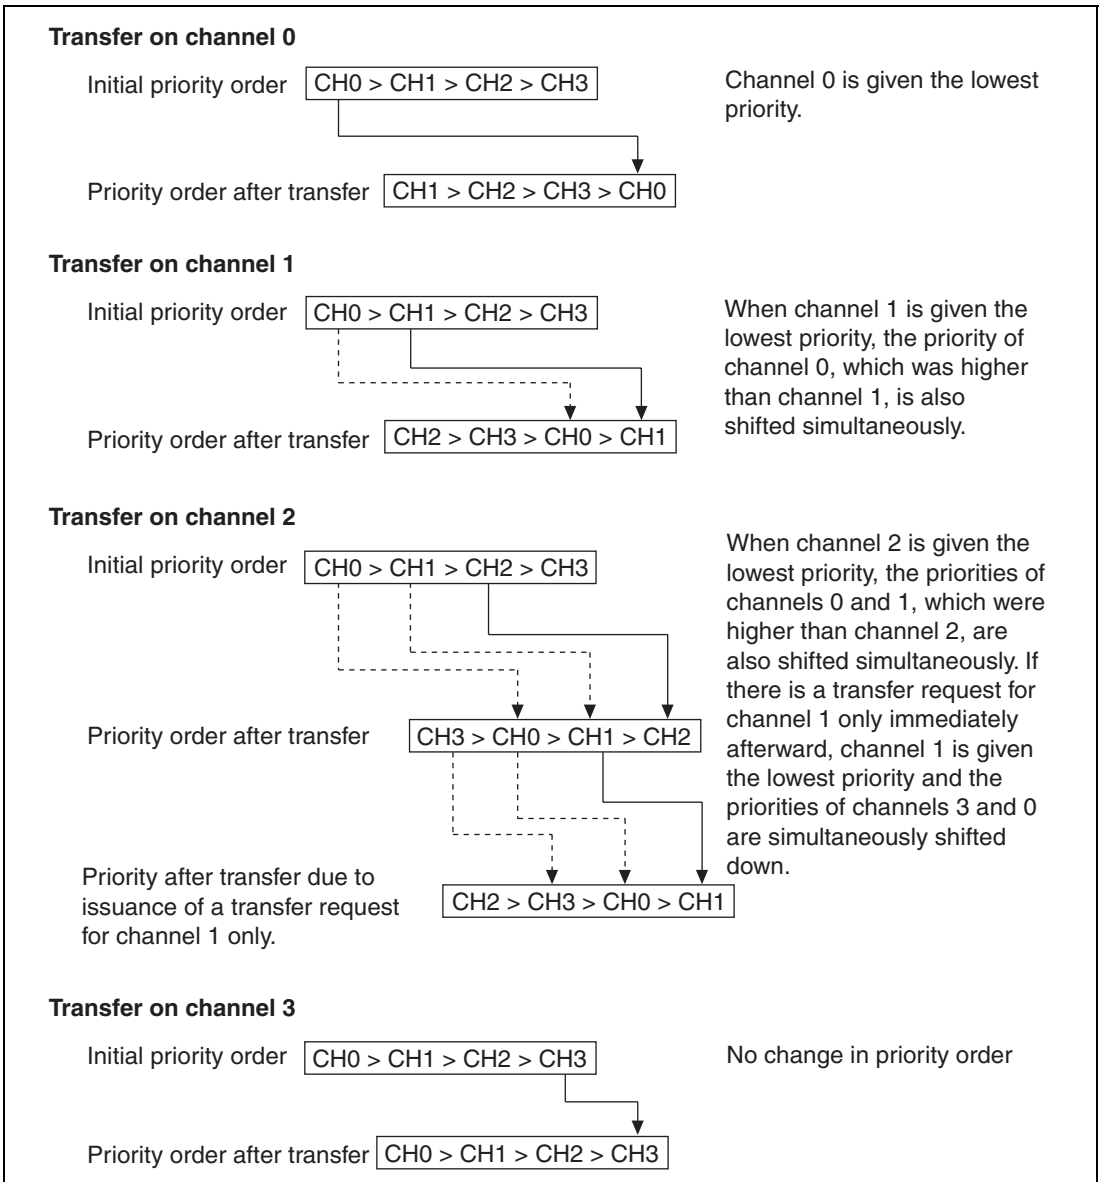 Transfer on channel 0
Initial priority order
CH0 > CH1 > CH2 > CH3
Channel 0 is given the lowest
priority.
Priority order after transfer
CH1 > CH2 > CH3 > CH0
Transfer on channel 1
Initial priority order
CH0 > CH1 > CH2 > CH3
When channel 1 is given the
lowest priority, the priority of
channel 0, which was higher
than channel 1, is also
shifted simultaneously.
Priority order after transfer
CH2 > CH3 > CH0 > CH1
Transfer on channel 2
Initial priority order
CH0 > CH1 > CH2 > CH3
When channel 2 is given the
lowest priority, the priorities of
channels 0 and 1, which were
higher than channel 2, are
also shifted simultaneously. If
there is a transfer request for
channel 1 only immediately
afterward, channel 1 is given
the lowest priority and the
priorities of channels 3 and 0
are simultaneously shifted
down.
Priority order after transfer
CH3 > CH0 > CH1 > CH2
Priority after transfer due to
issuance of a transfer request
for channel 1 only.
CH2 > CH3 > CH0 > CH1
Transfer on channel 3
Initial priority order
CH0 > CH1 > CH2 > CH3
No change in priority order
Priority order after transfer
CH0 > CH1 > CH2 > CH3